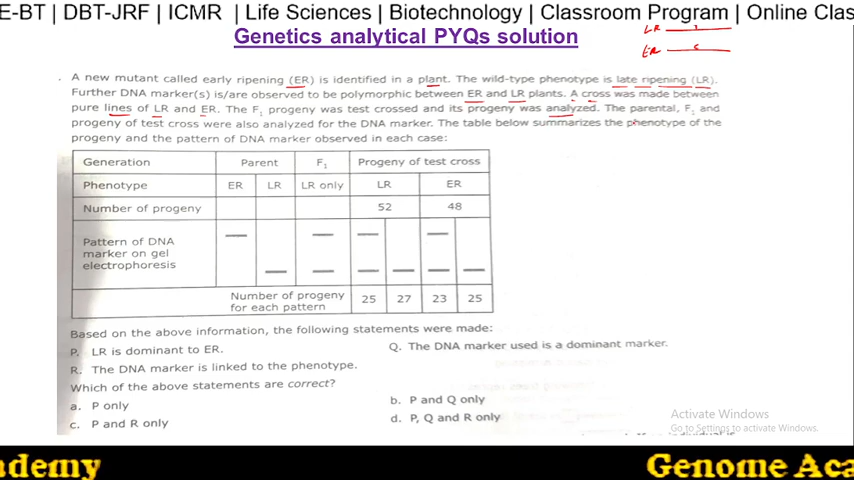 E-BT | DBT-JRF | ICMR | Life Sciences | Biotechnology | Classroom Program | Online Clas
Genetics analytical PYQs solution
LR
ER
A new mutant called early ripening (ER) is identified in a plant. The wild-type phenotype is late ripening (LR).
Further DNA marker(s) is/are observed to be polymorphic between ER and LR plants. A cross was made between
pure lines of LR and ER. The F1 progeny was test crossed and its progeny was analyzed. The parental, F1 and
progeny of test cross were also analyzed for the DNA marker. The table below summarizes the phenotype of the
progeny and the pattern of DNA marker observed in each case:
Generation Parent F1 Progeny of test cross
Phenotype ER LR LR only LR ER
Number of progeny 52 48
Pattern of DNA
marker on gel
electrophoresis
Number of progeny
for each pattern 25 27 23 25
Based on the above information, the following statements were made:
P. LR is dominant to ER. Q. The DNA marker used is a dominant marker.
R. The DNA marker is linked to the phenotype.
Which of the above statements are correct?
a. P only b. P and Q only
c. P and R only d. P, Q and R only
Activate Windows
Go to Settings to activate Windows.
ademy Genome Aca